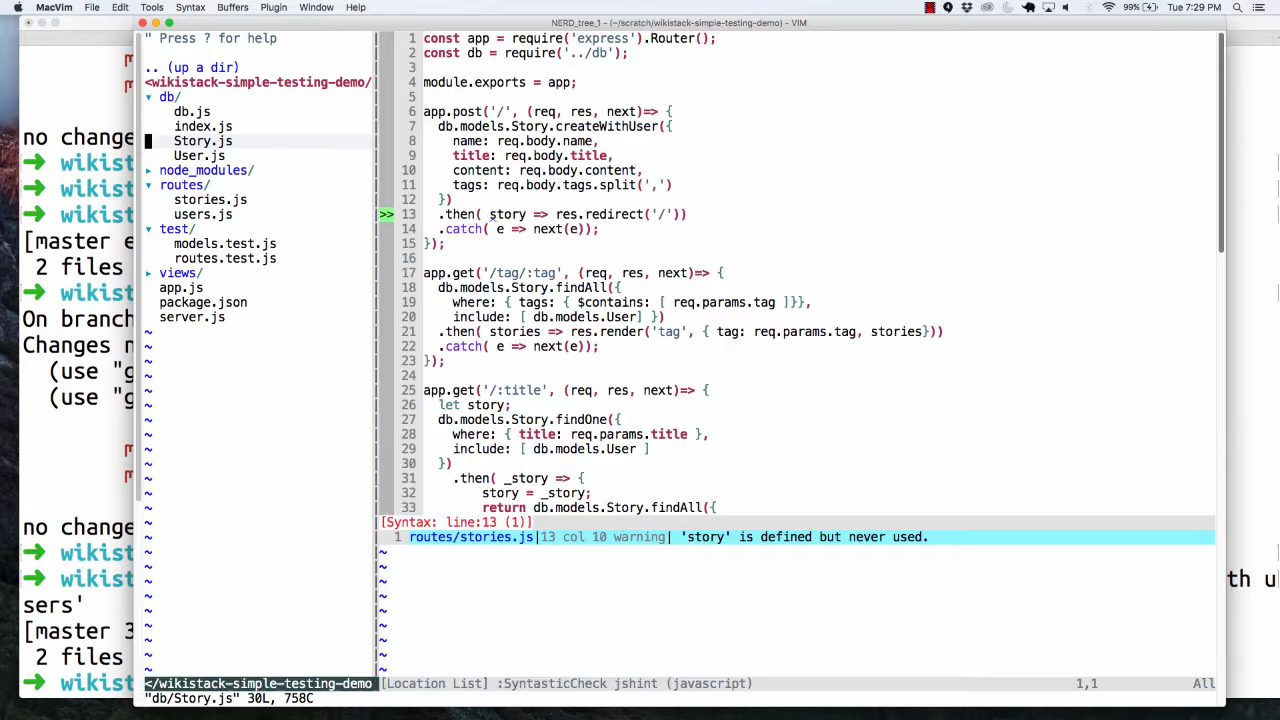 MacVim File Edit Tools Syntax Buffers Plugin Window Help 99% Tue 7:29 PM
NERD_tree_1 - (~/scratch/wikistack-simple-testing-demo) - VIM
" Press ? for help
.. (up a dir)
<wikistack-simple-testing-demo/
▾ db/
db.js
index.js
Story.js
User.js
▸ node_modules/
▾ routes/
stories.js
users.js
▾ test/
models.test.js
routes.test.js
▸ views/
app.js
package.json
server.js
~
</wikistack-simple-testing-demo
"db/Story.js" 30L, 758C
1 const app = require('express').Router();
2 const db = require('../db');
3
4 module.exports = app;
5
6 app.post('/', (req, res, next)=> {
7 db.models.Story.createWithUser({
8 name: req.body.name,
9 title: req.body.title,
10 content: req.body.content,
11 tags: req.body.tags.split(',')
12 })
>> 13 .then( story => res.redirect('/'))
14 .catch( e => next(e));
15 });
16
17 app.get('/tag/:tag', (req, res, next)=> {
18 db.models.Story.findAll({
19 where: { tags: { $contains: [ req.params.tag ]}},
20 include: [ db.models.User] })
21 .then( stories => res.render('tag', { tag: req.params.tag, stories}))
22 .catch( e => next(e));
23 });
24
25 app.get('/:title', (req, res, next)=> {
26 let story;
27 db.models.Story.findOne({
28 where: { title: req.params.title },
29 include: [ db.models.User ]
30 })
31 .then( _story => {
32 story = _story;
33 return db.models.Story.findAll({
[Syntax: line:13 (1)]
1 routes/stories.js|13 col 10 warning| 'story' is defined but never used.
~
[Location List] :SyntasticCheck jshint (javascript) 1,1 All
no change
➜ wikist
➜ wikist
➜ wikist
[master e
2 files
➜ wikist
On branch
Changes n
(use "g
(use "g
no change
➜ wikist
➜ wikist
sers'
[master 3
2 files
➜ wikist